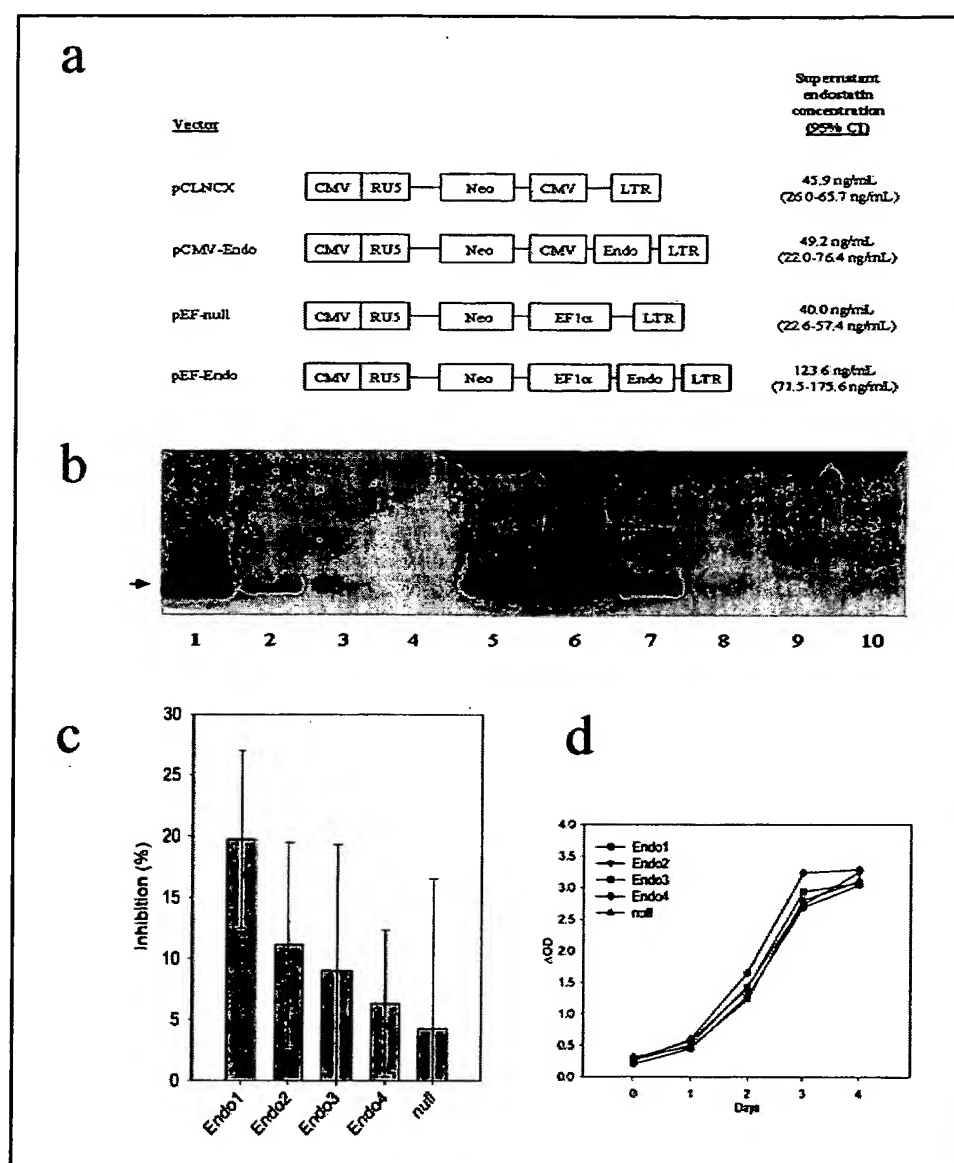 a
Supernatant
endostatin
concentration
(95% CI)
Vector
pCLNCX CMV RU5 Neo CMV LTR 45.9 ng/mL
(26.0-65.7 ng/mL)
pCMV-Endo CMV RU5 Neo CMV Endo LTR 49.2 ng/mL
(22.0-76.4 ng/mL)
pEF-null CMV RU5 Neo EF1α LTR 40.0 ng/mL
(22.6-57.4 ng/mL)
pEF-Endo CMV RU5 Neo EF1α Endo LTR 123.6 ng/mL
(71.5-175.6 ng/mL)
b
1 2 3 4 5 6 7 8 9 10
c
30
25
20
15
10
5
0
Inhibition (%)
Endo1 Endo2 Endo3 Endo4 null
d
4.0
3.5
3.0
2.5
2.0
1.5
1.0
0.5
0.0
ΔOD
Endo1
Endo2
Endo3
Endo4
null
0 1 2 3 4
Days